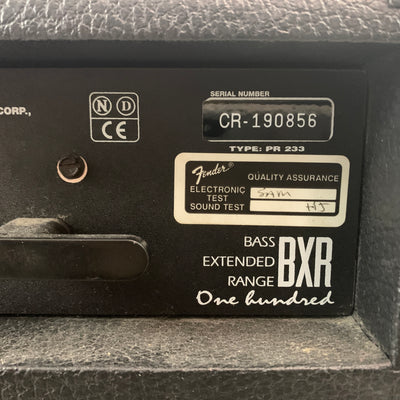 CORP.,
N D
CE
SERIAL NUMBER
CR-190856
TYPE: PR 233
Fender® QUALITY ASSURANCE
ELECTRONIC TEST SAM
SOUND TEST HJ
BASS
EXTENDED
RANGE
BXR
One hundred